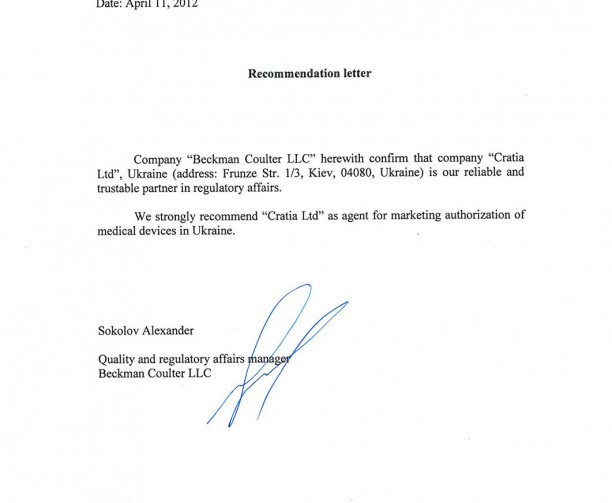 Date: April 11, 2012
Recommendation letter
Company “Beckman Coulter LLC” herewith confirm that company “Cratia
Ltd”, Ukraine (address: Frunze Str. 1/3, Kiev, 04080, Ukraine) is our reliable and
trustable partner in regulatory affairs.
We strongly recommend “Cratia Ltd” as agent for marketing authorization of
medical devices in Ukraine.
Sokolov Alexander
Quality and regulatory affairs manager
Beckman Coulter LLC